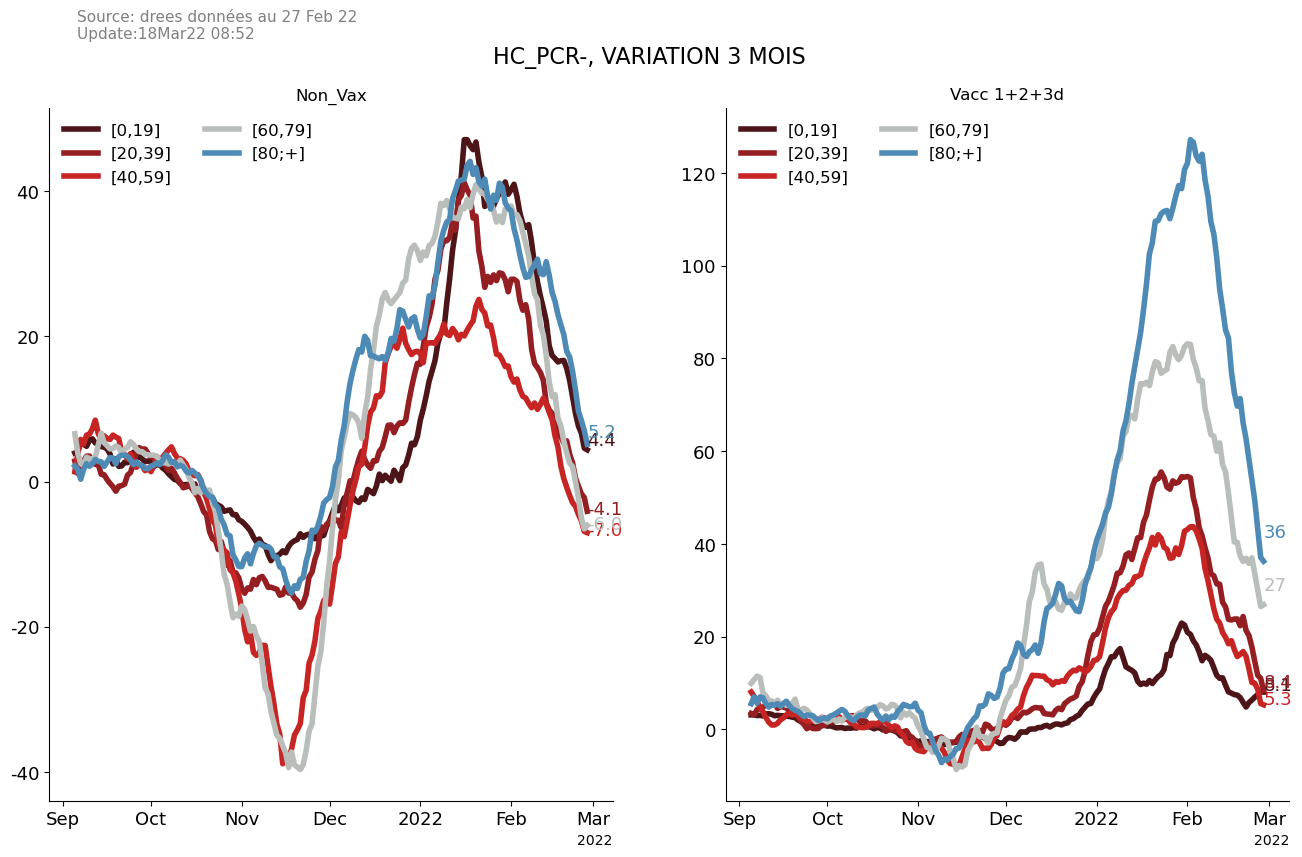 Source: drees données au 27 Feb 22
Update:18Mar22 08:52
HC_PCR-, VARIATION 3 MOIS
Non_Vax
[0,19]
[20,39]
[40,59]
[60,79]
[80;+]
40
20
0
-20
-40
5.2
4.4
-4.1
-6.0
-7.0
Sep
Oct
Nov
Dec
2022
Feb
Mar
2022
Vacc 1+2+3d
[0,19]
[20,39]
[40,59]
[60,79]
[80;+]
120
100
80
60
40
20
0
36
27
5.3
Sep
Oct
Nov
Dec
2022
Feb
Mar
2022